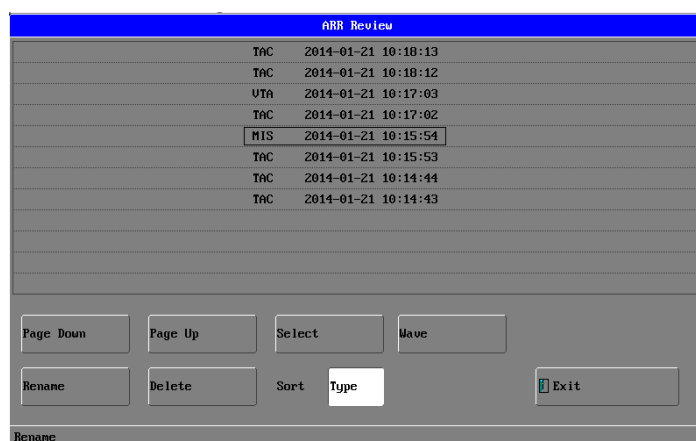 ARR Review
TAC 2014-01-21 10:18:13
TAC 2014-01-21 10:18:12
VTA 2014-01-21 10:17:03
TAC 2014-01-21 10:17:02
MIS 2014-01-21 10:15:54
TAC 2014-01-21 10:15:53
TAC 2014-01-21 10:14:44
TAC 2014-01-21 10:14:43
Page Down Page Up Select Wave
Rename Delete Sort Type Exit
Rename